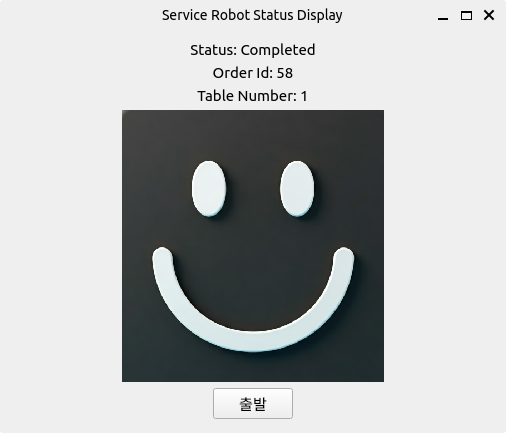 Service Robot Status Display
Status: Completed
Order Id: 58
Table Number: 1
출발